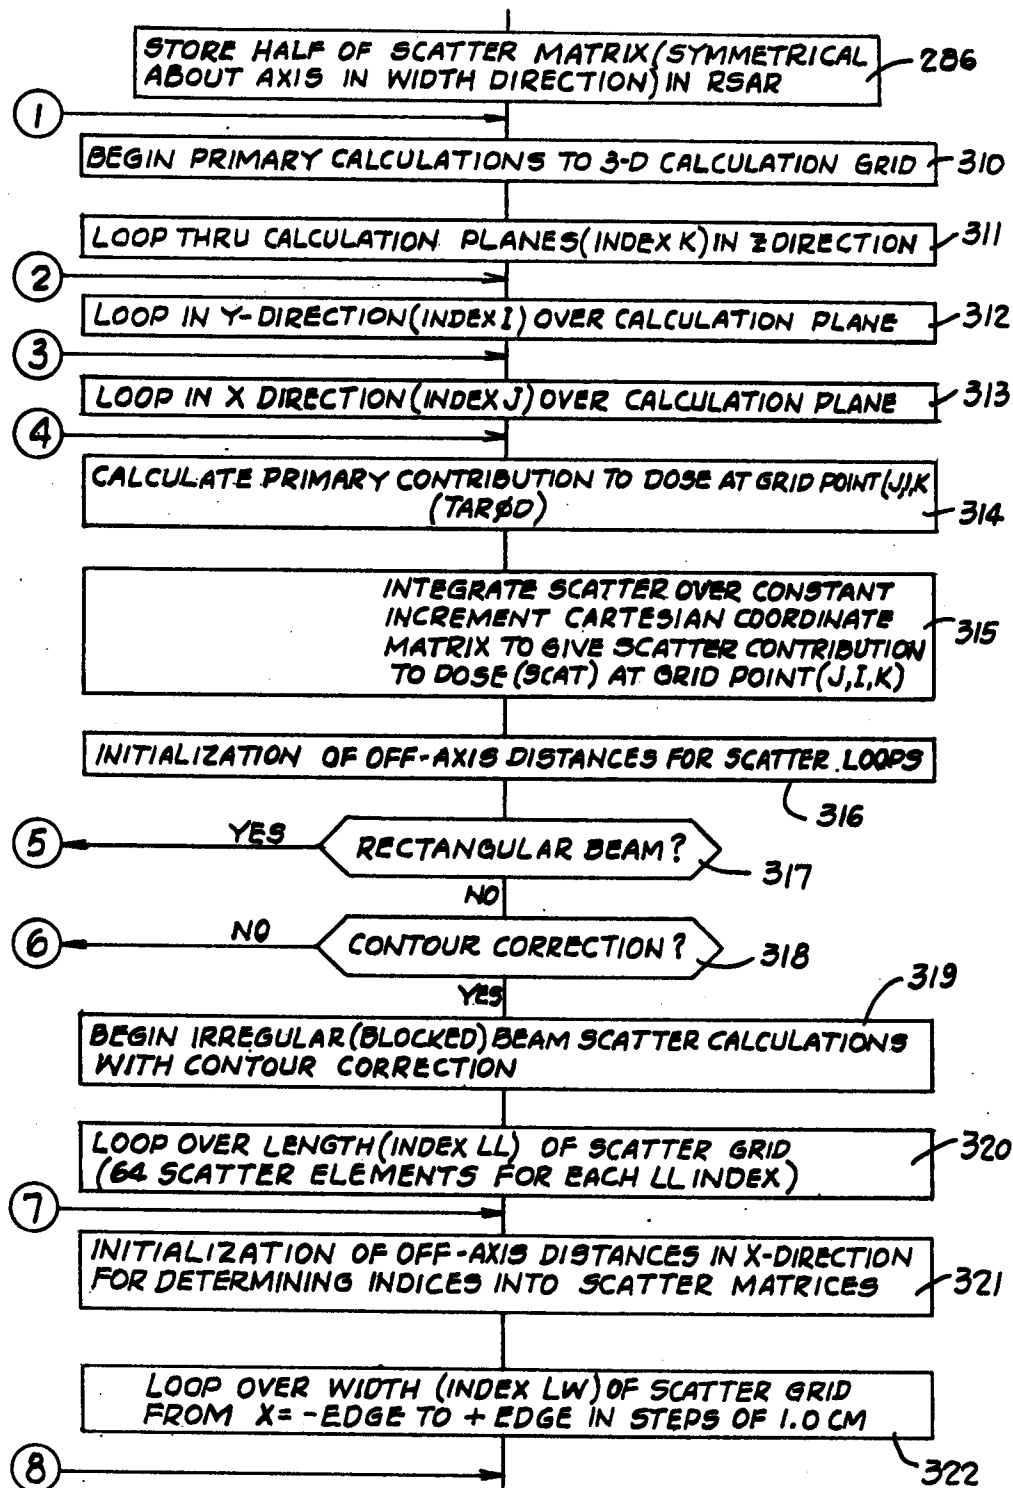 STORE HALF OF SCATTER MATRIX (SYMMETRICAL
ABOUT AXIS IN WIDTH DIRECTION) IN RSAR
286
1
BEGIN PRIMARY CALCULATIONS TO 3-D CALCULATION GRID
310
LOOP THRU CALCULATION PLANES (INDEX K) IN Z DIRECTION
311
2
LOOP IN Y-DIRECTION (INDEX I) OVER CALCULATION PLANE
312
3
LOOP IN X DIRECTION (INDEX J) OVER CALCULATION PLANE
313
4
CALCULATE PRIMARY CONTRIBUTION TO DOSE AT GRID POINT (J,I,K
(TARØD)
314
INTEGRATE SCATTER OVER CONSTANT
INCREMENT CARTESIAN COORDINATE
MATRIX TO GIVE SCATTER CONTRIBUTION
TO DOSE (SCAT) AT GRID POINT (J,I,K)
315
INITIALIZATION OF OFF-AXIS DISTANCES FOR SCATTER LOOPS
316
5
YES
RECTANGULAR BEAM?
317
NO
6
NO
CONTOUR CORRECTION?
318
YES
319
BEGIN IRREGULAR (BLOCKED) BEAM SCATTER CALCULATIONS
WITH CONTOUR CORRECTION
LOOP OVER LENGTH (INDEX LL) OF SCATTER GRID
(64 SCATTER ELEMENTS FOR EACH LL INDEX)
320
7
INITIALIZATION OF OFF-AXIS DISTANCES IN X-DIRECTION
FOR DETERMINING INDICES INTO SCATTER MATRICES
321
LOOP OVER WIDTH (INDEX LW) OF SCATTER GRID
FROM X= -EDGE TO + EDGE IN STEPS OF 1.0 CM
322
8